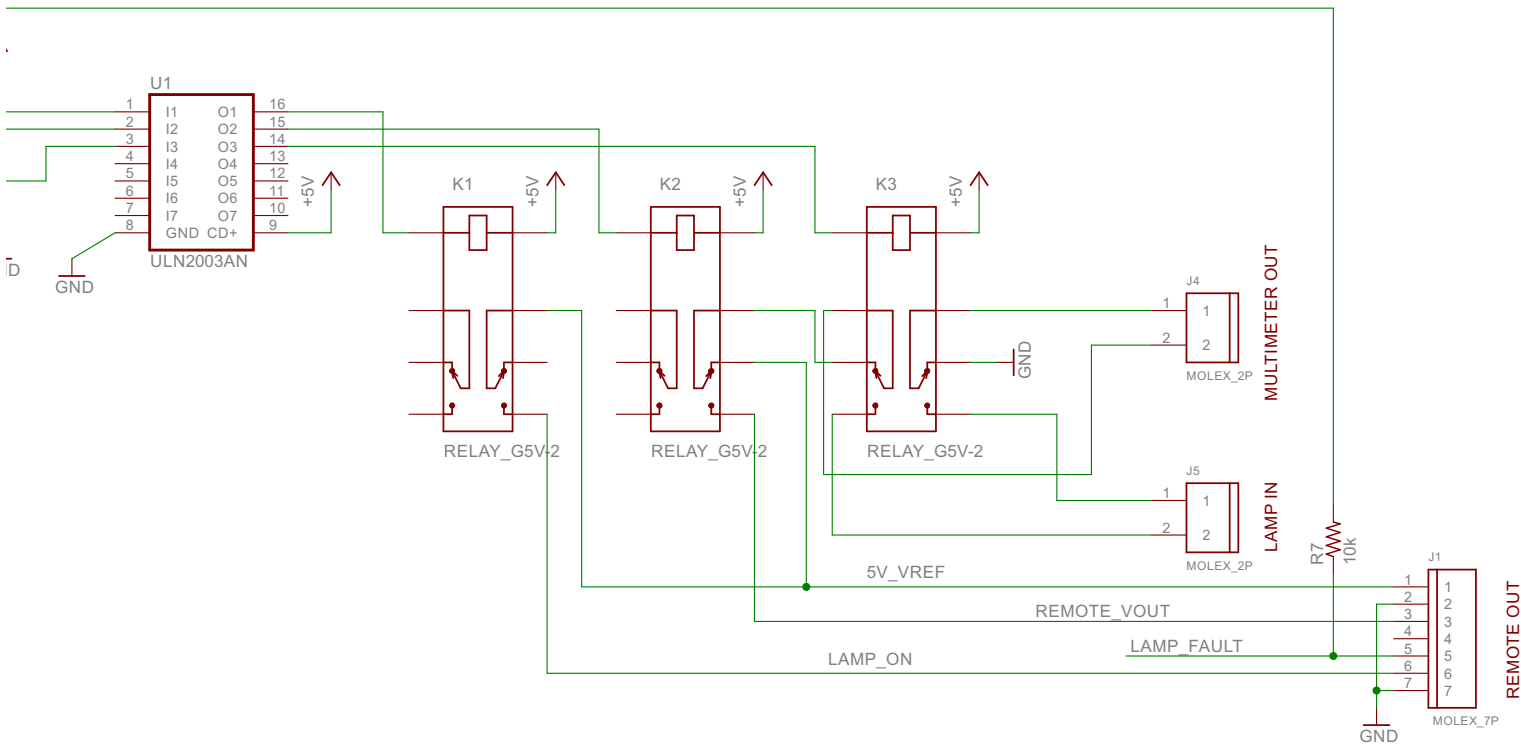 U1
1 I1 O1 16
2 I2 O2 15
3 I3 O3 14
4 I4 O4 13
5 I5 O5 12
6 I6 O6 11
7 I7 O7 10
8 GND CD+ 9
ULN2003AN
GND
+5V
K1
+5V
RELAY_G5V-2
K2
+5V
RELAY_G5V-2
K3
+5V
RELAY_G5V-2
GND
J4
1 1
2 2
MOLEX_2P
MULTIMETER OUT
J5
1 1
2 2
MOLEX_2P
LAMP IN
R7
10k
5V_VREF
REMOTE_VOUT
LAMP_FAULT
LAMP_ON
J1
1 1
2 2
3 3
4 4
5 5
6 6
7 7
MOLEX_7P
REMOTE OUT
GND